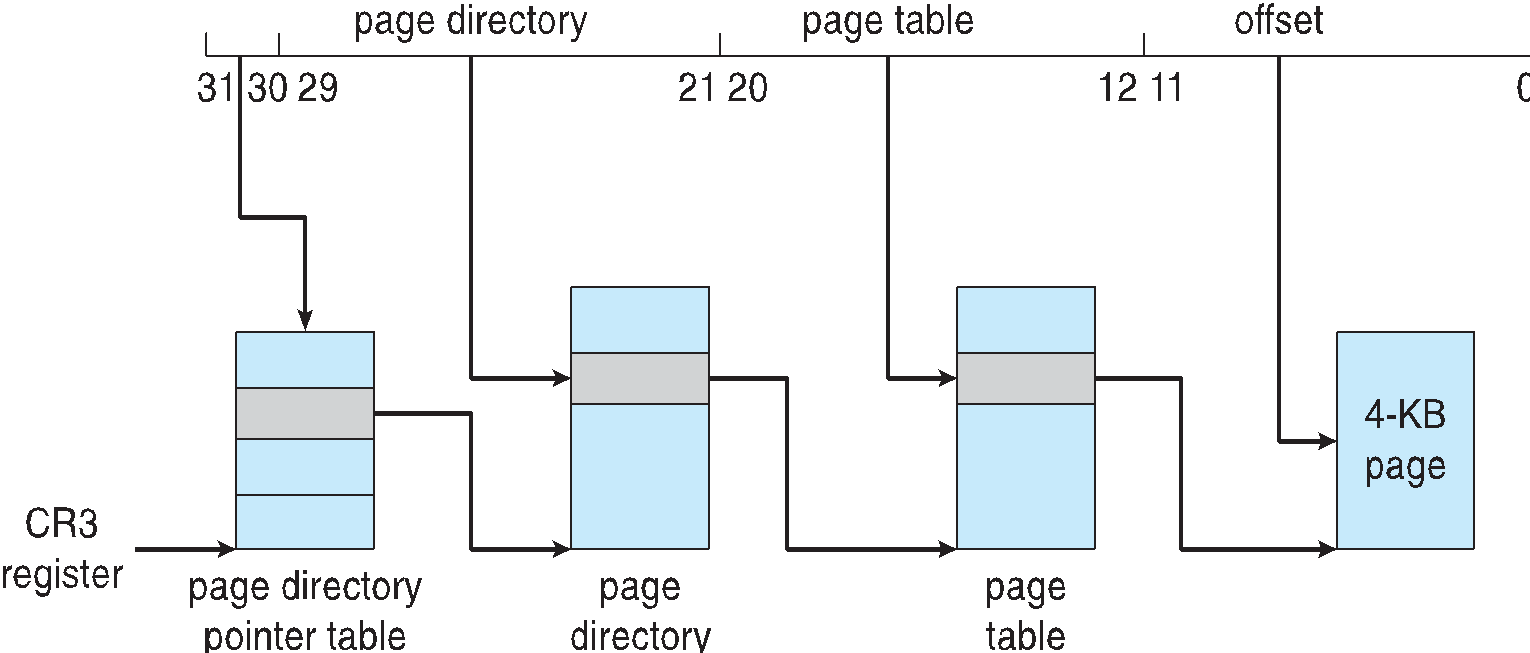 page directory page table offset
31 30 29 21 20 12 11 0
4-KB
page
CR3
register
page directory
pointer table
page
directory
page
table